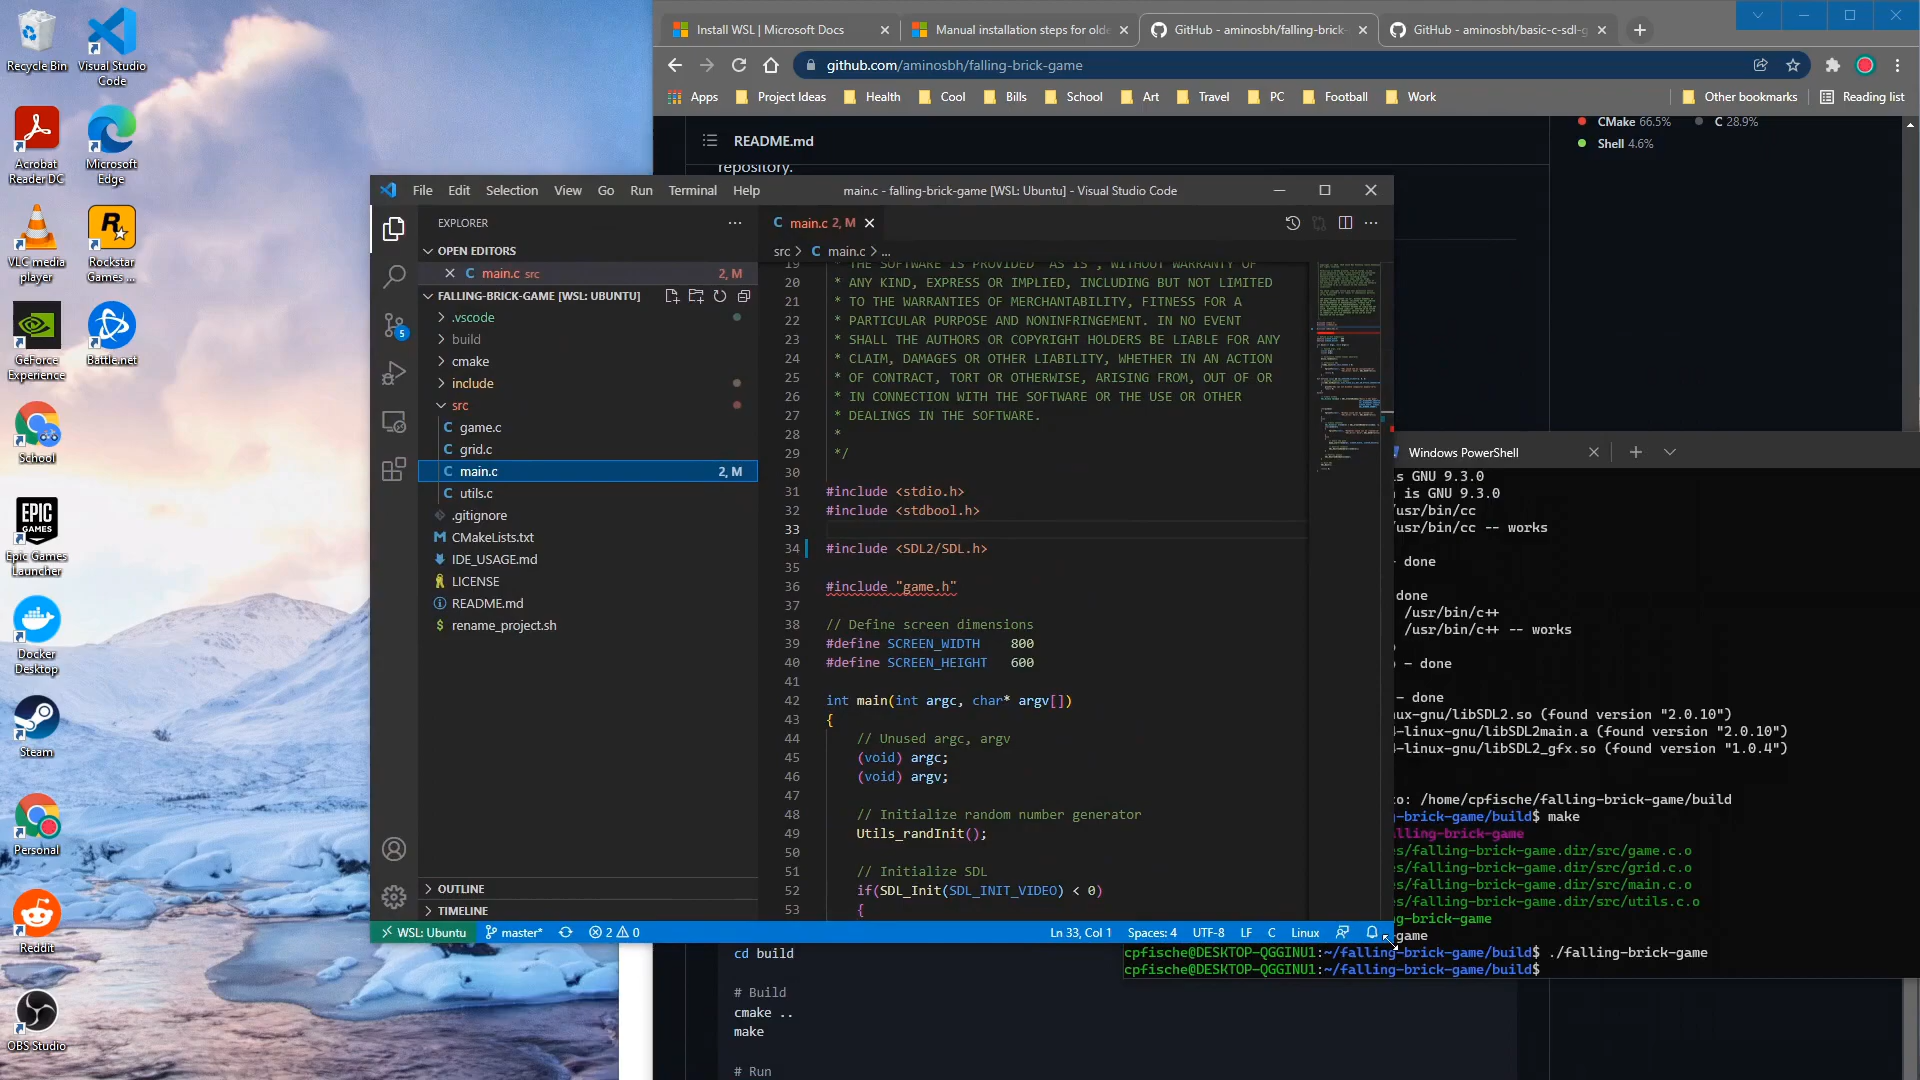 Recycle Bin
Visual Studio
Code
Acrobat
Reader DC
Microsoft
Edge
VLC media
player
Rockstar
Games ...
GeForce
Experience
Battle.net
School
EPIC
GAMES
Epic Games
Launcher
Docker
Desktop
Steam
Personal
Reddit
OBS Studio
Install WSL | Microsoft Docs
Manual installation steps for olde
GitHub - aminosbh/falling-brick-
GitHub - aminosbh/basic-c-sdl-g
github.com/aminosbh/falling-brick-game
Apps
Project Ideas
Health
Cool
Bills
School
Art
Travel
PC
Football
Work
Other bookmarks
Reading list
README.md
repository.
CMake 66.5%
C 28.9%
Shell 4.6%
File Edit Selection View Go Run Terminal Help
main.c - falling-brick-game [WSL: Ubuntu] - Visual Studio Code
EXPLORER
OPEN EDITORS
main.c src 2, M
FALLING-BRICK-GAME [WSL: UBUNTU]
.vscode
build
cmake
include
src
C game.c
C grid.c
C main.c 2, M
C utils.c
.gitignore
M CMakeLists.txt
IDE_USAGE.md
LICENSE
README.md
$ rename_project.sh
OUTLINE
TIMELINE
5
C main.c 2, M
src > C main.c > ...
19 * THE SOFTWARE IS PROVIDED "AS IS", WITHOUT WARRANTY OF
20 * ANY KIND, EXPRESS OR IMPLIED, INCLUDING BUT NOT LIMITED
21 * TO THE WARRANTIES OF MERCHANTABILITY, FITNESS FOR A
22 * PARTICULAR PURPOSE AND NONINFRINGEMENT. IN NO EVENT
23 * SHALL THE AUTHORS OR COPYRIGHT HOLDERS BE LIABLE FOR ANY
24 * CLAIM, DAMAGES OR OTHER LIABILITY, WHETHER IN AN ACTION
25 * OF CONTRACT, TORT OR OTHERWISE, ARISING FROM, OUT OF OR
26 * IN CONNECTION WITH THE SOFTWARE OR THE USE OR OTHER
27 * DEALINGS IN THE SOFTWARE.
28 *
29 */
30
31 #include <stdio.h>
32 #include <stdbool.h>
33
34 #include <SDL2/SDL.h>
35
36 #include "game.h"
37
38 // Define screen dimensions
39 #define SCREEN_WIDTH 800
40 #define SCREEN_HEIGHT 600
41
42 int main(int argc, char* argv[])
43 {
44 // Unused argc, argv
45 (void) argc;
46 (void) argv;
47
48 // Initialize random number generator
49 Utils_randInit();
50
51 // Initialize SDL
52 if(SDL_Init(SDL_INIT_VIDEO) < 0)
53 {
WSL: Ubuntu
master*
2 0
Ln 33, Col 1
Spaces: 4
UTF-8
LF
C
Linux
Windows PowerShell
s GNU 9.3.0
is GNU 9.3.0
usr/bin/cc
usr/bin/cc -- works
- done
done
/usr/bin/c++
/usr/bin/c++ -- works
- done
- done
ux-gnu/libSDL2.so (found version "2.0.10")
-linux-gnu/libSDL2main.a (found version "2.0.10")
-linux-gnu/libSDL2_gfx.so (found version "1.0.4")
o: /home/cpfische/falling-brick-game/build
g-brick-game/build$ make
lling-brick-game
s/falling-brick-game.dir/src/game.c.o
s/falling-brick-game.dir/src/grid.c.o
s/falling-brick-game.dir/src/main.c.o
s/falling-brick-game.dir/src/utils.c.o
g-brick-game
game
cpfische@DESKTOP-QGGINU1:~/falling-brick-game/build$ ./falling-brick-game
cpfische@DESKTOP-QGGINU1:~/falling-brick-game/build$
cd build
# Build
cmake ..
make
# Run